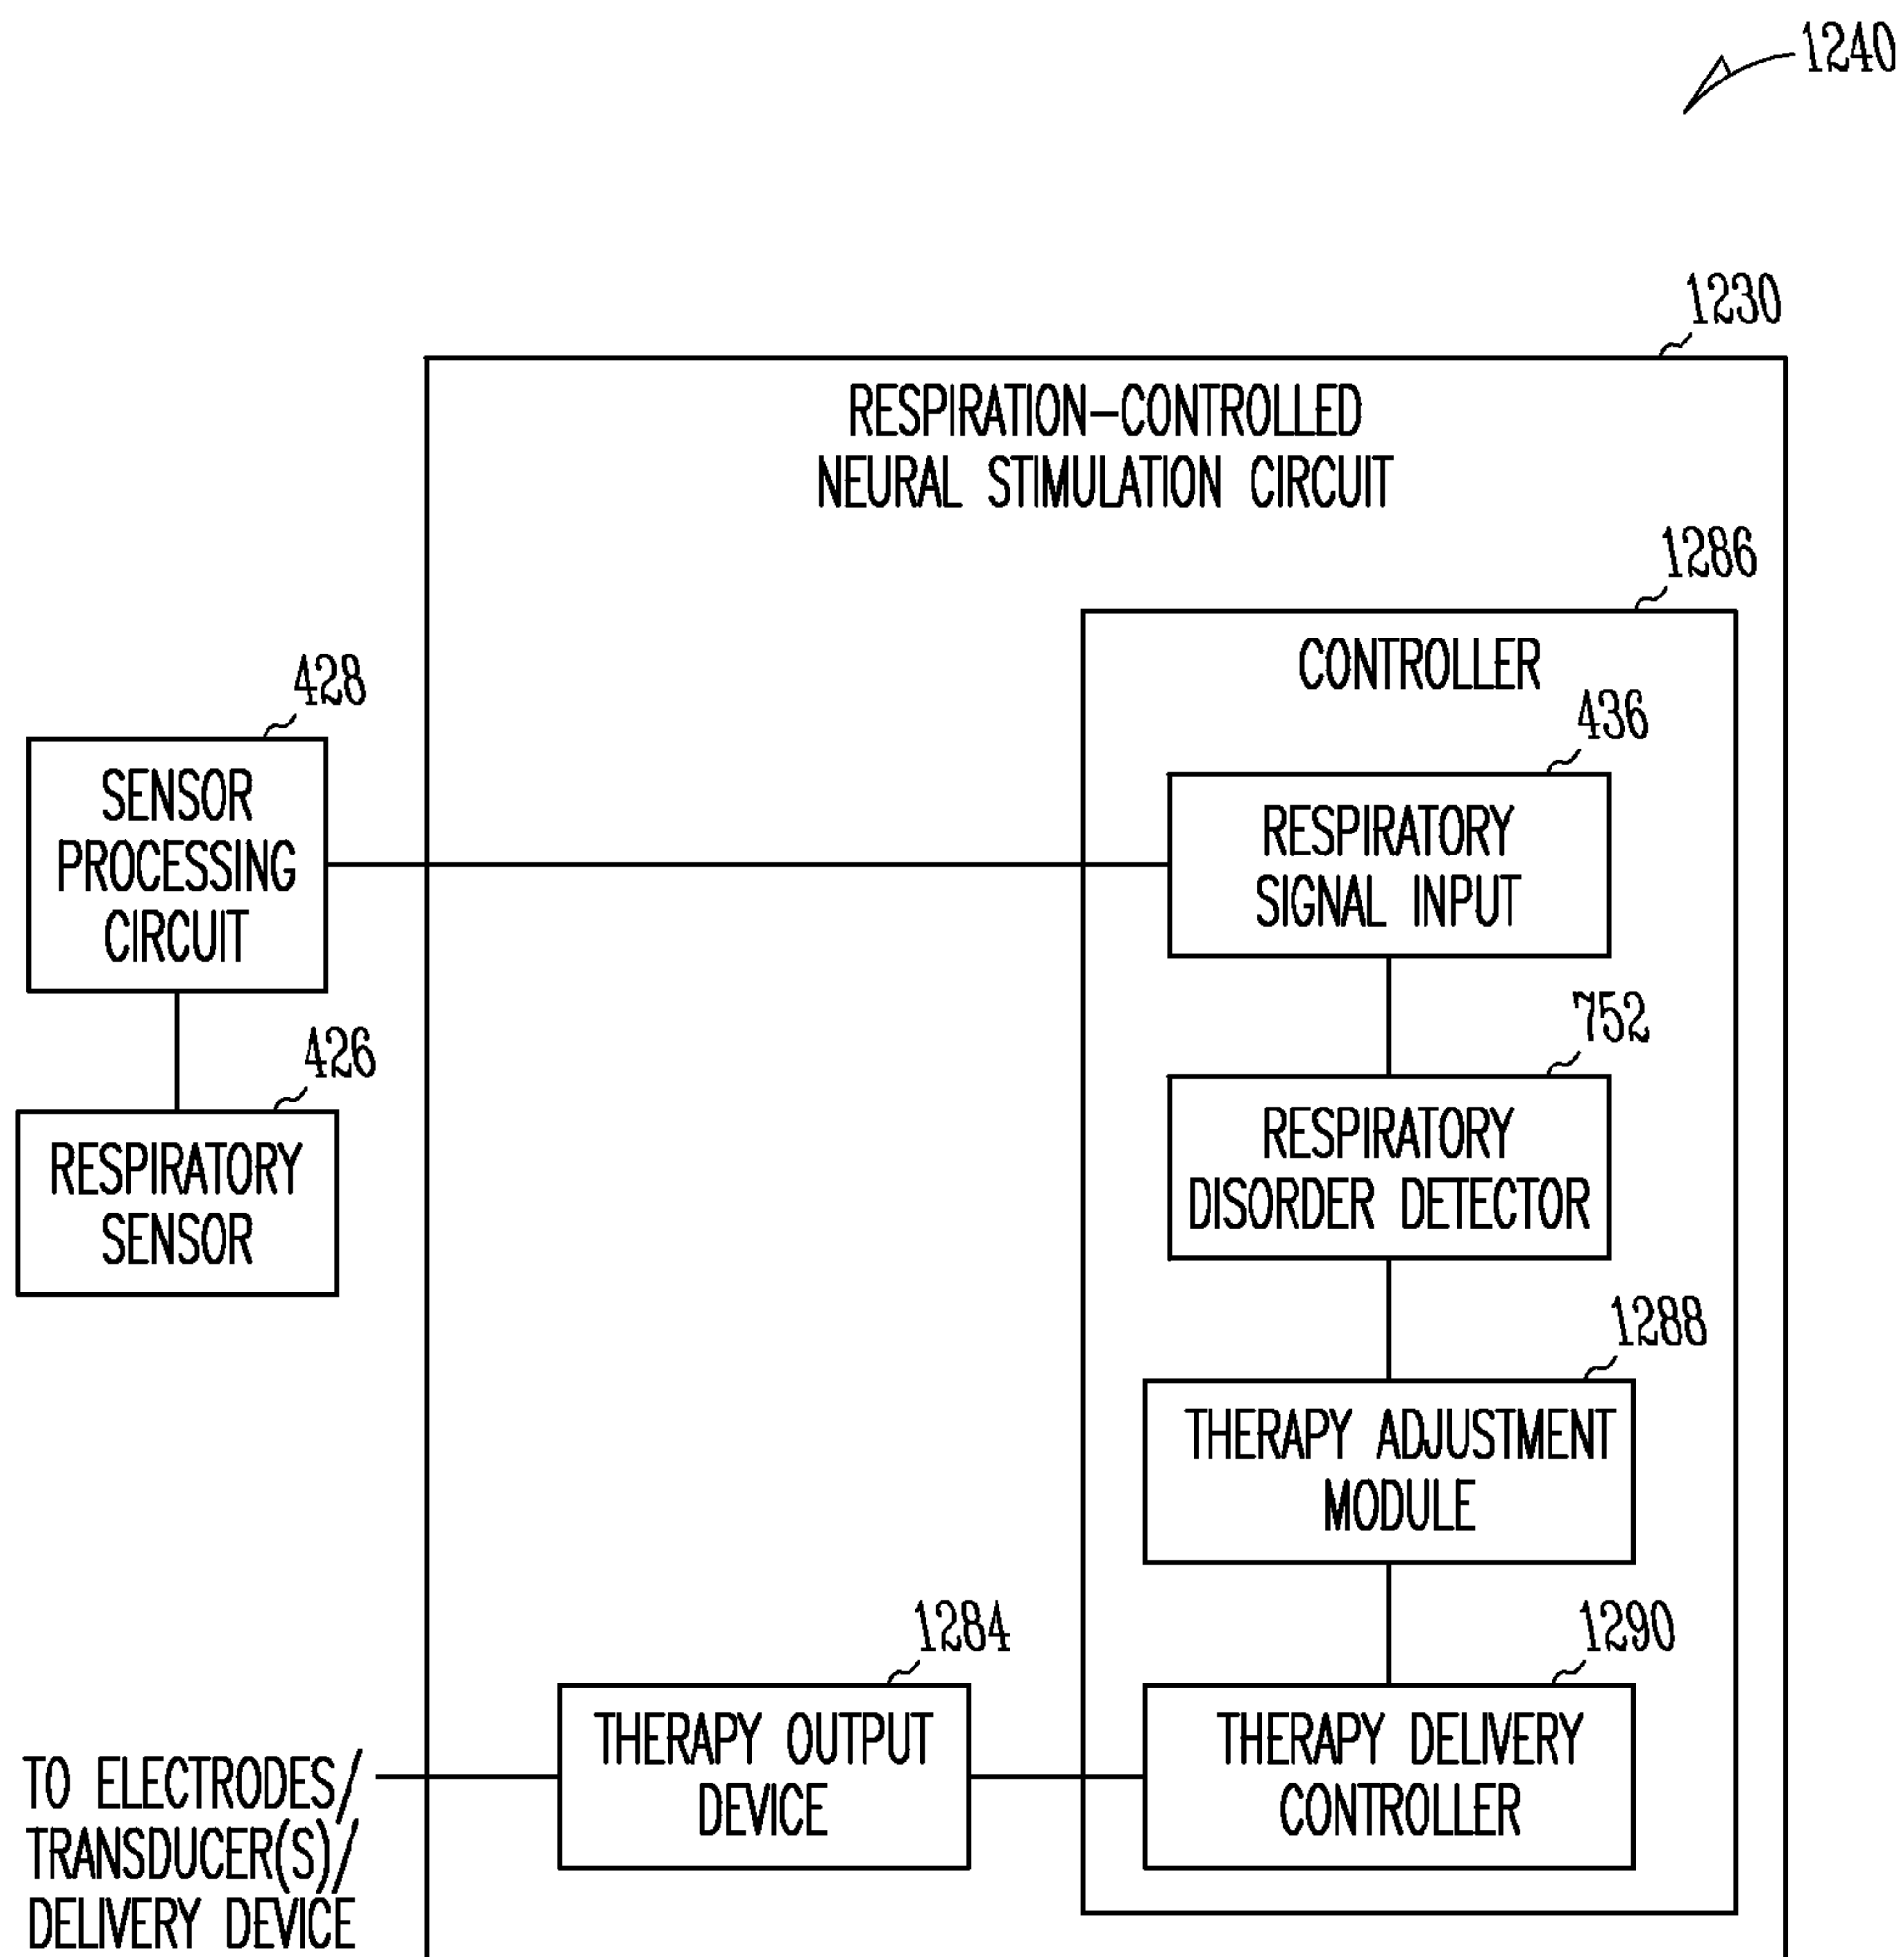 1240
1230
RESPIRATION-CONTROLLED
NEURAL STIMULATION CIRCUIT
1286
CONTROLLER
428
SENSOR
PROCESSING
CIRCUIT
436
RESPIRATORY
SIGNAL INPUT
426
RESPIRATORY
SENSOR
752
RESPIRATORY
DISORDER DETECTOR
1288
THERAPY ADJUSTMENT
MODULE
1284
THERAPY OUTPUT
DEVICE
1290
THERAPY DELIVERY
CONTROLLER
TO ELECTRODES/
TRANSDUCER(S)/
DELIVERY DEVICE